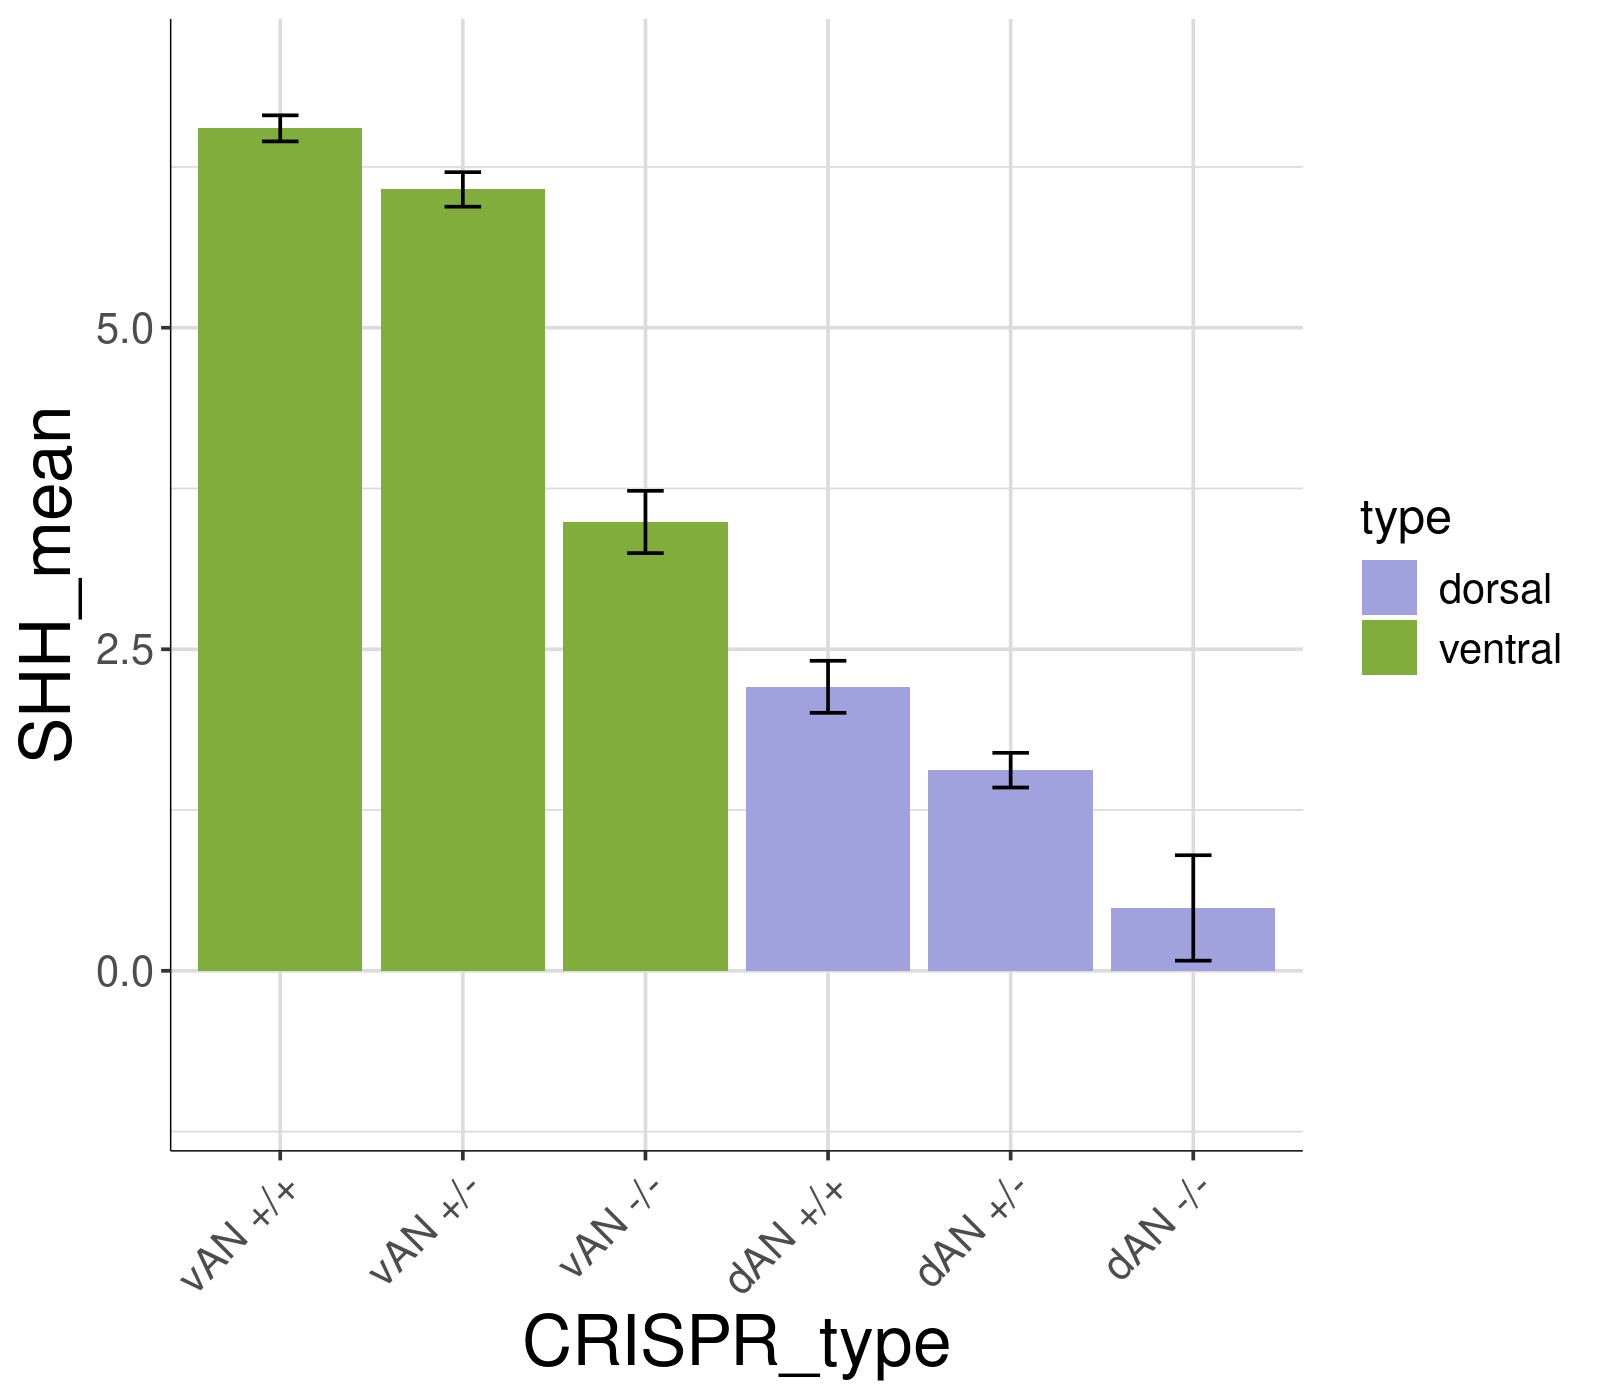 SHH_mean
5.0
2.5
0.0
vAN +/+
vAN +/-
vAN -/-
dAN +/+
dAN +/-
dAN -/-
CRISPR_type
type
dorsal
ventral